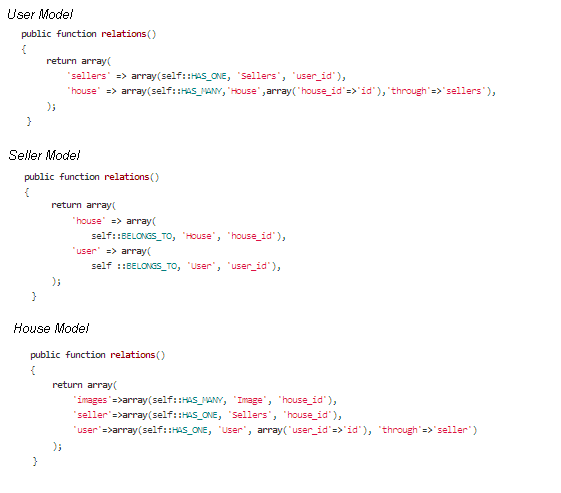 User Model
public function relations()
{
return array(
'sellers' => array(self::HAS_ONE, 'Sellers', 'user_id'),
'house' => array(self::HAS_MANY,'House',array('house_id'=>'id'),'through'=>'sellers'),
);
}
Seller Model
public function relations()
{
return array(
'house' => array(
self::BELONGS_TO, 'House', 'house_id'),
'user' => array(
self ::BELONGS_TO, 'User', 'user_id'),
);
}
House Model
public function relations()
{
return array(
'images'=>array(self::HAS_MANY, 'Image', 'house_id'),
'seller'=>array(self::HAS_ONE, 'Sellers', 'house_id'),
'user'=>array(self::HAS_ONE, 'User', array('user_id'=>'id'), 'through'=>'seller')
);
}